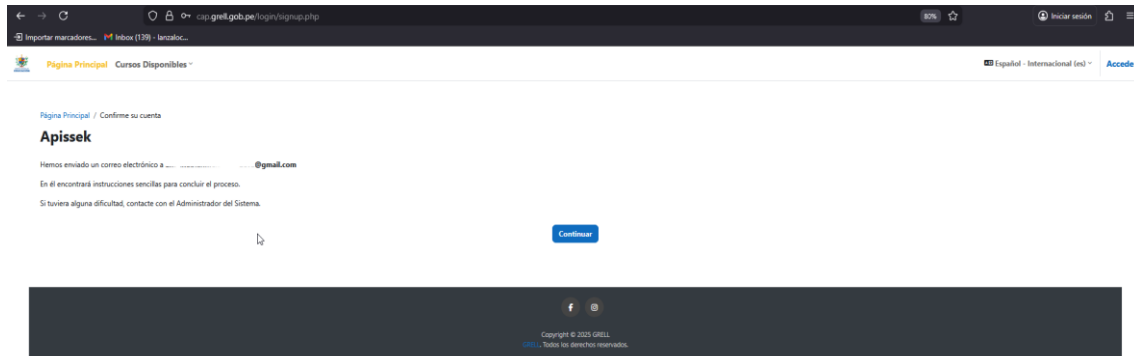 cap.grell.gob.pe/login/signup.php 80% Iniciar sesión
Importar marcadores... Inbox (139) - lanzaloc...
Página Principal Cursos Disponibles Español - Internacional (es) Accede
Página Principal / Confirme su cuenta
Apissek
Hemos enviado un correo electrónico a @gmail.com
En él encontrará instrucciones sencillas para concluir el proceso.
Si tuviera alguna dificultad, contacte con el Administrador del Sistema.
Continuar
Copyright © 2025 GRELL
GRELL, Todos los derechos reservados.